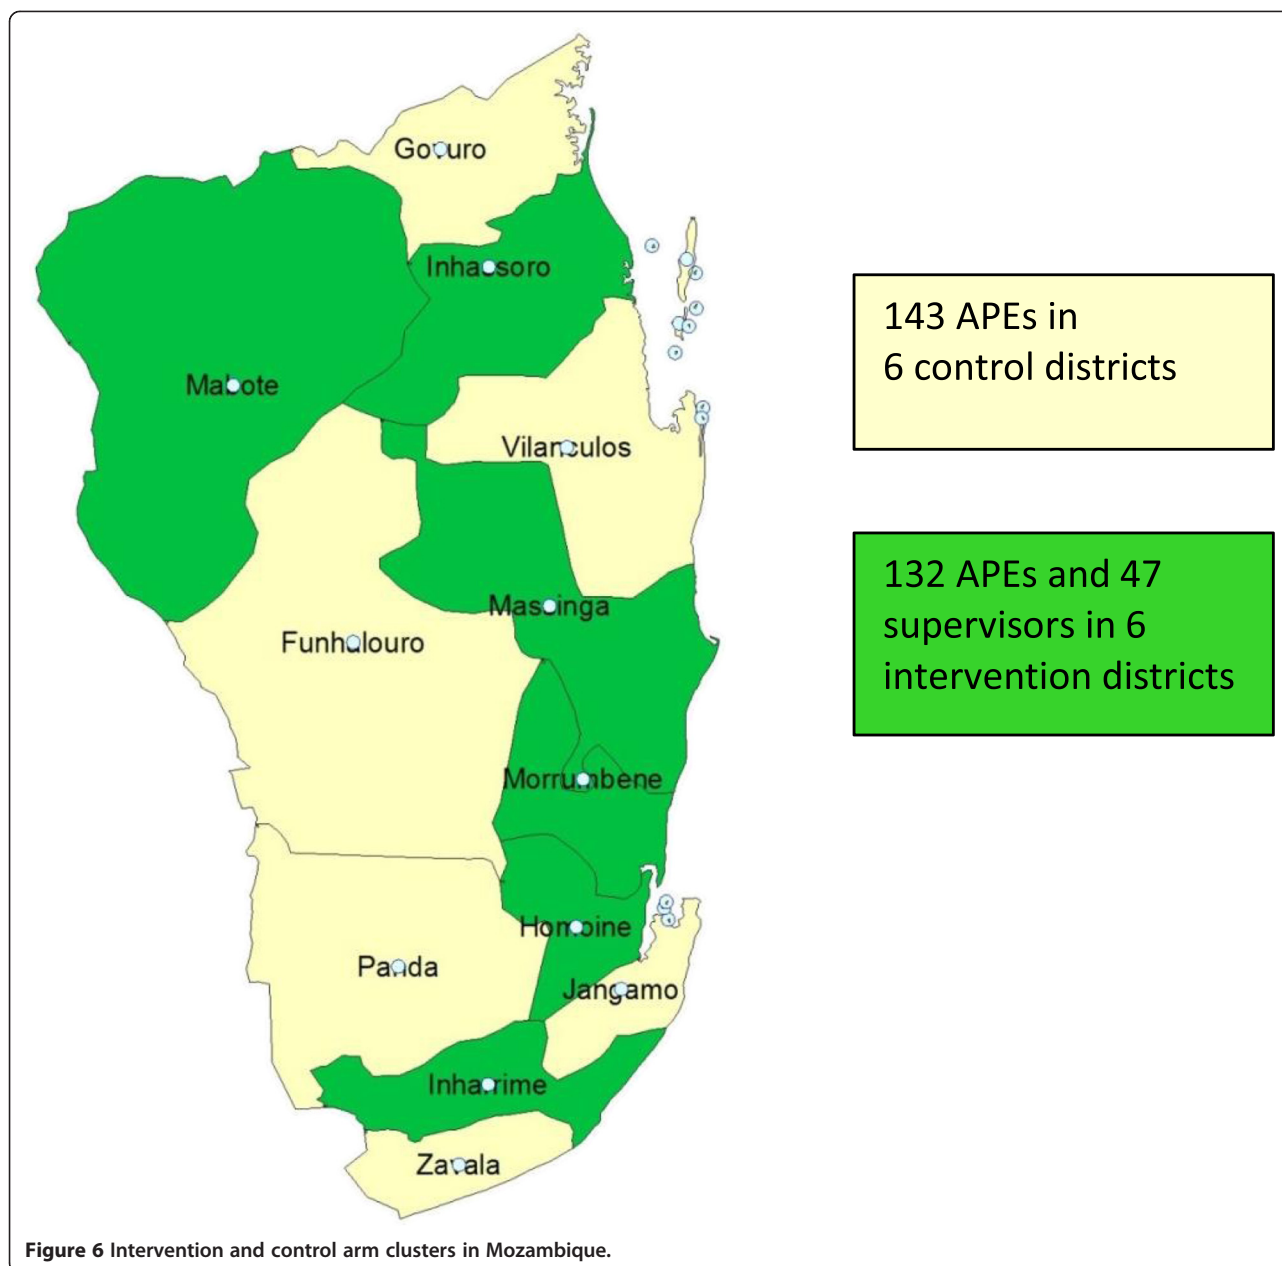 Govuro
Inhassoro
Mabote
Vilanculos
Massinga
Funhalouro
Morrumbene
Homoine
Panda
Jangamo
Inharrime
Zavala
143 APEs in
6 control districts
132 APEs and 47
supervisors in 6
intervention districts
Figure 6 Intervention and control arm clusters in Mozambique.